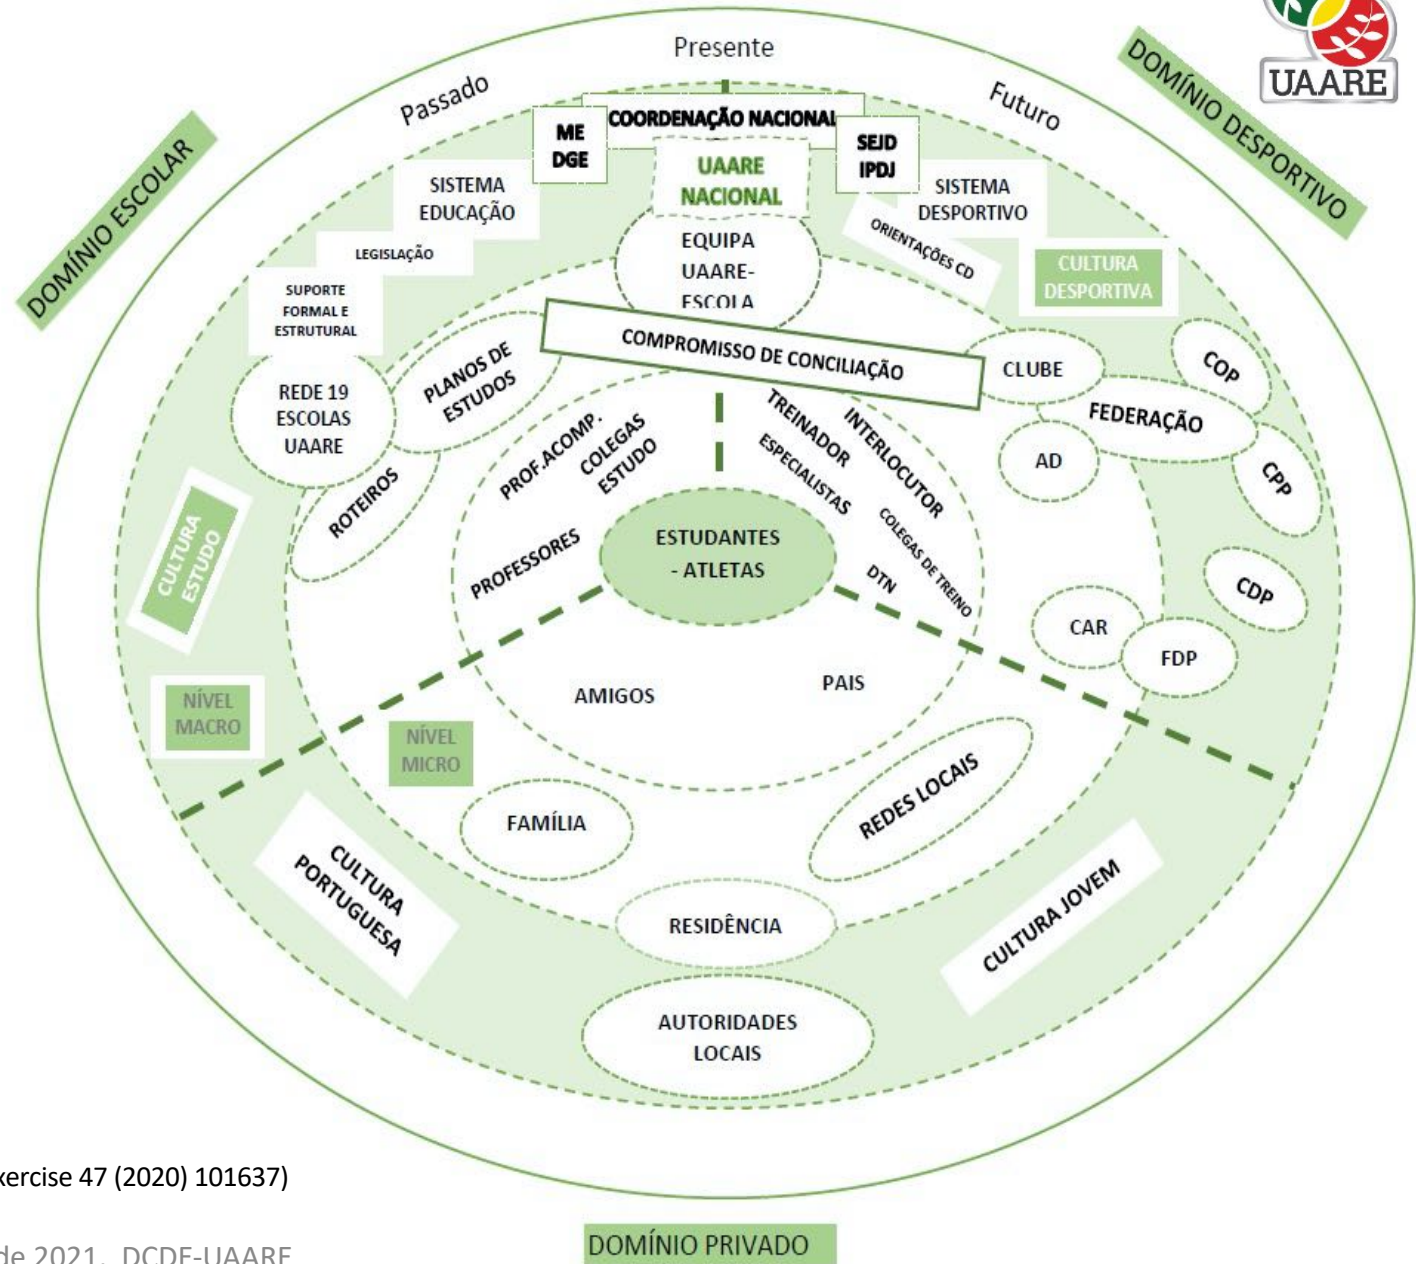 Presente
Passado
Futuro
UAARE
DOMÍNIO ESCOLAR
DOMÍNIO DESPORTIVO
COORDENAÇÃO NACIONAL
ME
DGE
SEJD
IPDJ
UAARE
NACIONAL
SISTEMA
EDUCAÇÃO
SISTEMA
DESPORTIVO
LEGISLAÇÃO
ORIENTAÇÕES CD
EQUIPA
UAARE-
ESCOLA
CULTURA
DESPORTIVA
SUPORTE
FORMAL E
ESTRUTURAL
COMPROMISSO DE CONCILIAÇÃO
PLANOS DE
ESTUDOS
REDE 19
ESCOLAS
UAARE
ROTEIROS
CLUBE
COP
FEDERAÇÃO
AD
CPP
CDP
CAR
FDP
PROF.ACOMP.
COLEGAS
ESTUDO
PROFESSORES
TREINADOR
INTERLOCUTOR
ESPECIALISTAS
COLEGAS DE TREINO
DTN
ESTUDANTES
- ATLETAS
CULTURA
ESTUDO
NÍVEL
MACRO
NÍVEL
MICRO
AMIGOS
PAIS
FAMÍLIA
REDES LOCAIS
CULTURA
PORTUGUESA
RESIDÊNCIA
CULTURA JOVEM
AUTORIDADES
LOCAIS
xercise 47 (2020) 101637)
de 2021, DCDE-UAARE
DOMÍNIO PRIVADO